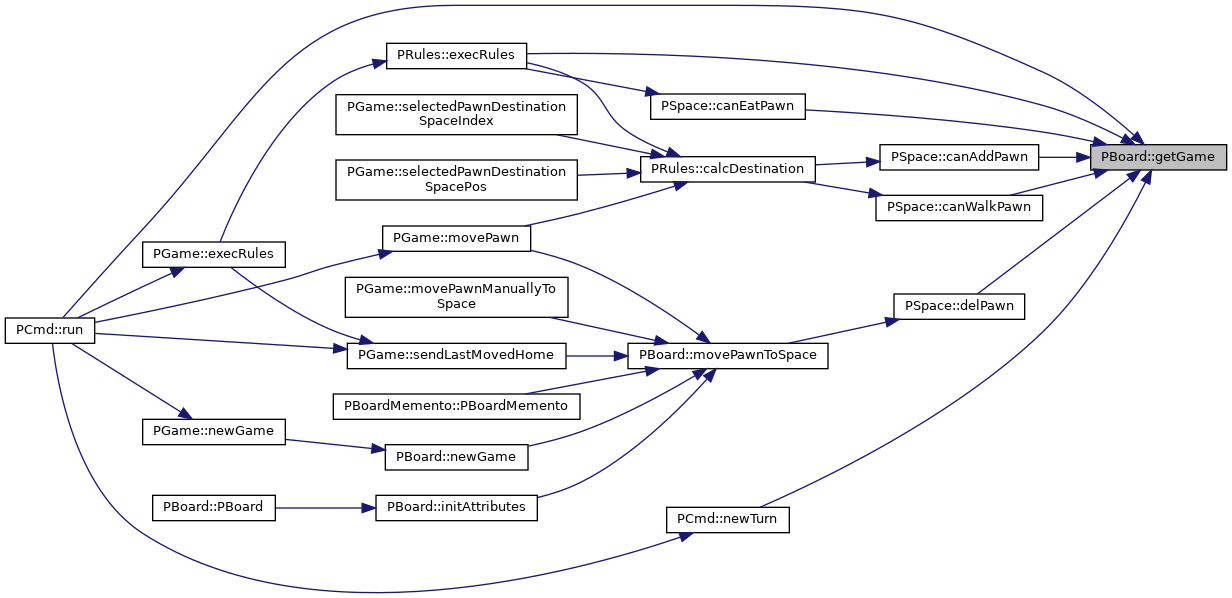 PRules::execRules
PGame::selectedPawnDestination
SpaceIndex
PSpace::canEatPawn
PSpace::canAddPawn
PBoard::getGame
PRules::calcDestination
PGame::selectedPawnDestination
SpacePos
PSpace::canWalkPawn
PGame::movePawn
PGame::execRules
PGame::movePawnManuallyTo
Space
PSpace::delPawn
PCmd::run
PGame::sendLastMovedHome
PBoard::movePawnToSpace
PBoardMemento::PBoardMemento
PGame::newGame
PBoard::newGame
PBoard::PBoard
PBoard::initAttributes
PCmd::newTurn